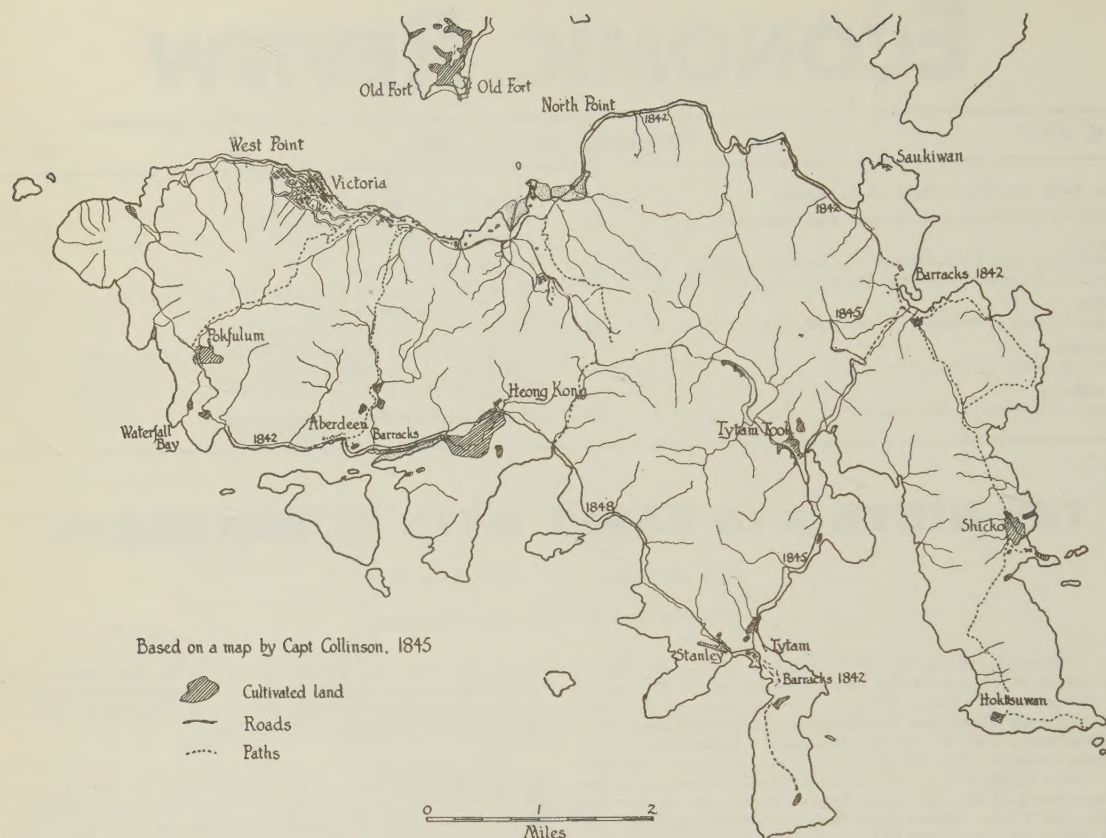 Old Fort
Old Fort
North Point
1842
West Point
Victoria
Saukiwan
1842
Barracks 1842
1845
Pokfulum
Heong Kong
Waterfall
Bay
1842
Aberdeen
Barracks
Tytam Took
1848
Shicko
1845
Based on a map by Capt Collinson, 1845
Cultivated land
Roads
Paths
Stanley
Tytam
Barracks 1842
Hoktsuwan
0 1 2
Miles